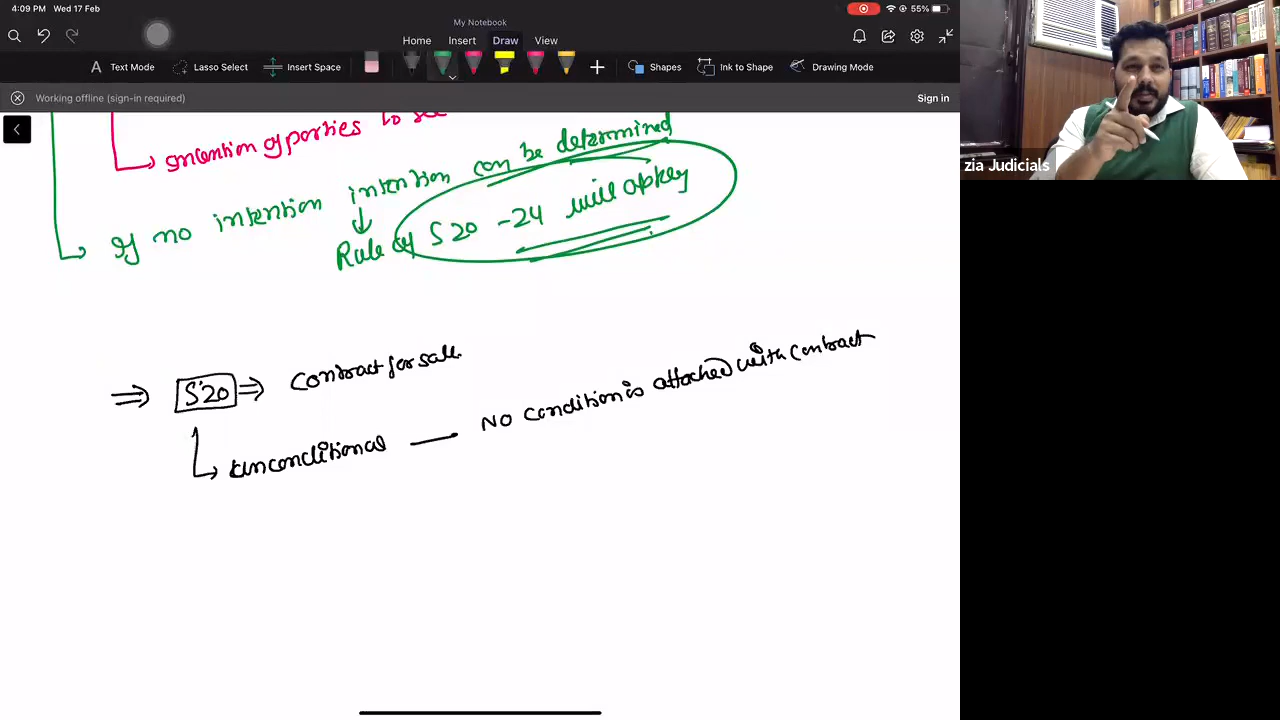 4:09 PM Wed 17 Feb
55%
My Notebook
Home Insert Draw View
Text Mode Lasso Select Insert Space Shapes Ink to Shape Drawing Mode
Working offline (sign-in required) Sign in
zia Judicials
intention of parties to
If no intention intention can be determined
Rule of S20 -24 will apply
⇒ S20 ⇒ Contract for sale
Unconditional — No condition is attached with contract